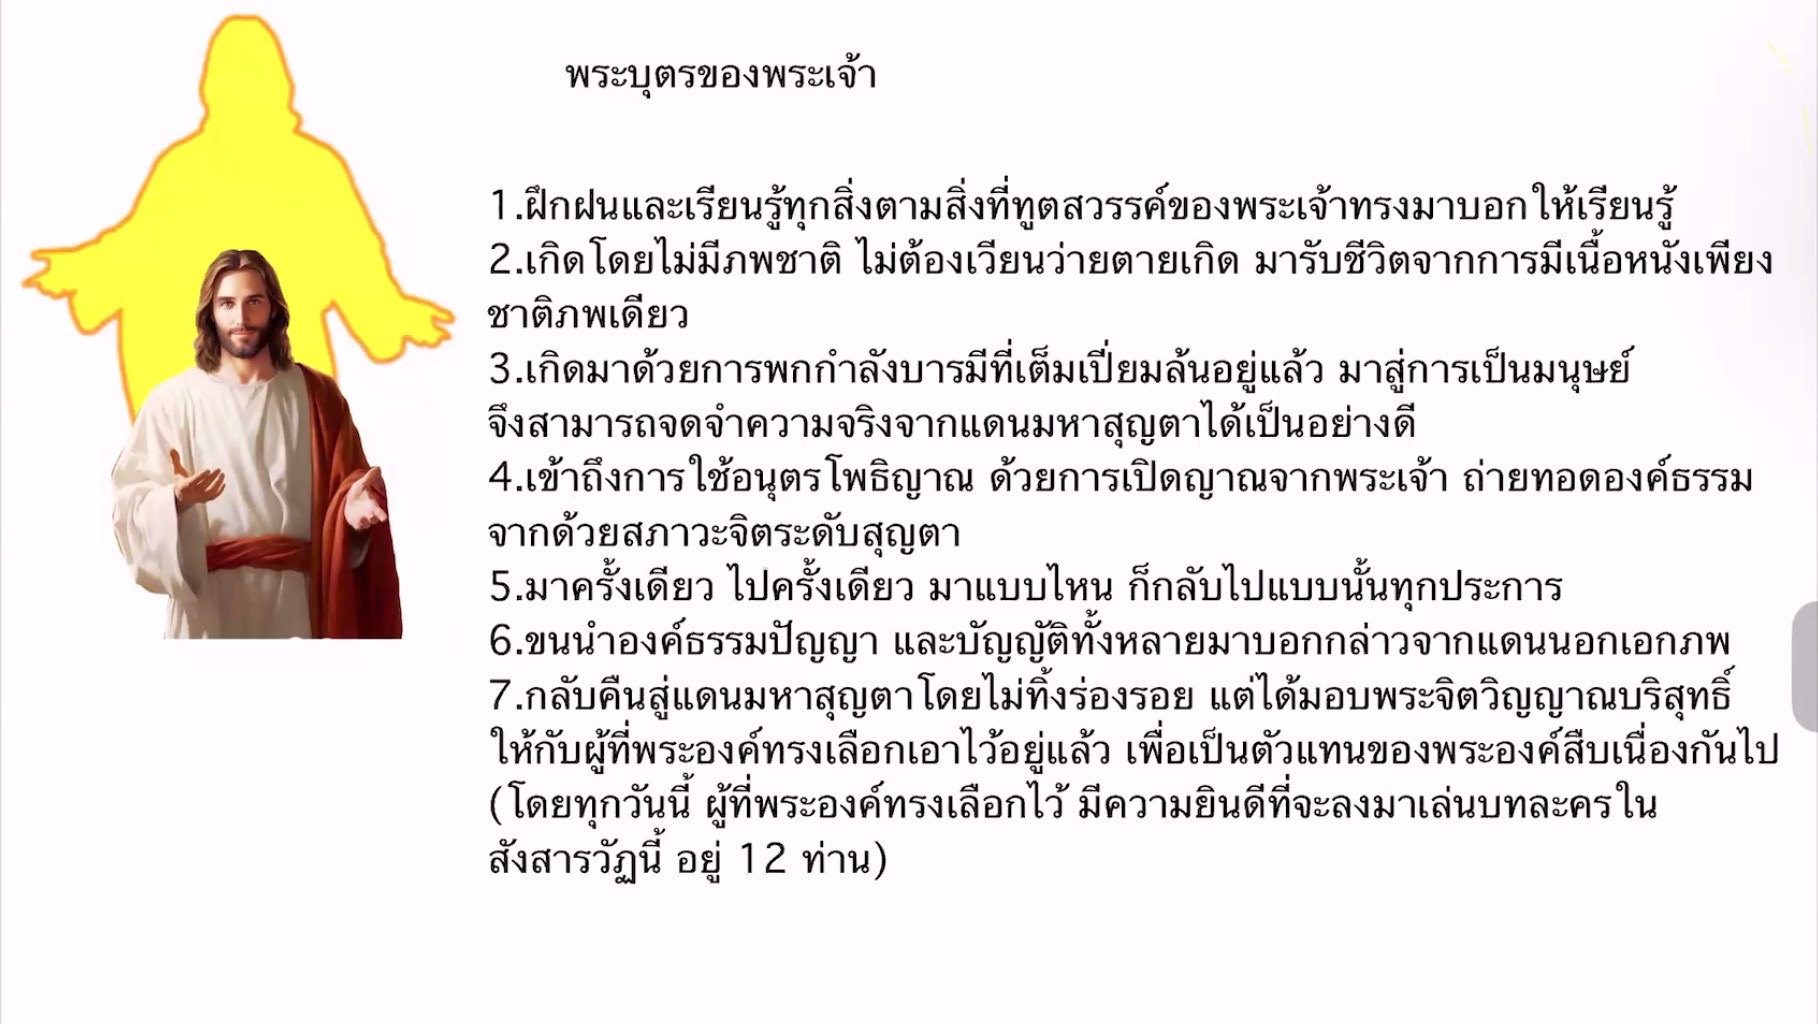 พระบุตรของพระเจ้า
1.ฝึกฝนและเรียนรู้ทุกสิ่งตามสิ่งที่ทูตสวรรค์ของพระเจ้าทรงมาบอกให้เรียนรู้
2.เกิดโดยไม่มีภพชาติ ไม่ต้องเวียนว่ายตายเกิด มารับชีวิตจากการมีเนื้อหนังเพียง
ชาติภพเดียว
3.เกิดมาด้วยการพกกำลังบารมีที่เต็มเปี่ยมล้นอยู่แล้ว มาสู่การเป็นมนุษย์
จึงสามารถจดจำความจริงจากแดนมหาสุญตาได้เป็นอย่างดี
4.เข้าถึงการใช้อนุตรโพธิญาณ ด้วยการเปิดญาณจากพระเจ้า ถ่ายทอดองค์ธรรม
จากด้วยสภาวะจิตระดับสุญตา
5.มาครั้งเดียว ไปครั้งเดียว มาแบบไหน ก็กลับไปแบบนั้นทุกประการ
6.ขนนำองค์ธรรมปัญญา และบัญญัติทั้งหลายมาบอกกล่าวจากแดนนอกเอกภพ
7.กลับคืนสู่แดนมหาสุญตาโดยไม่ทิ้งร่องรอย แต่ได้มอบพระจิตวิญญาณบริสุทธิ์
ให้กับผู้ที่พระองค์ทรงเลือกเอาไว้อยู่แล้ว เพื่อเป็นตัวแทนของพระองค์สืบเนื่องกันไป
(โดยทุกวันนี้ ผู้ที่พระองค์ทรงเลือกไว้ มีความยินดีที่จะลงมาเล่นบทละครใน
สังสารวัฏนี้ อยู่ 12 ท่าน)